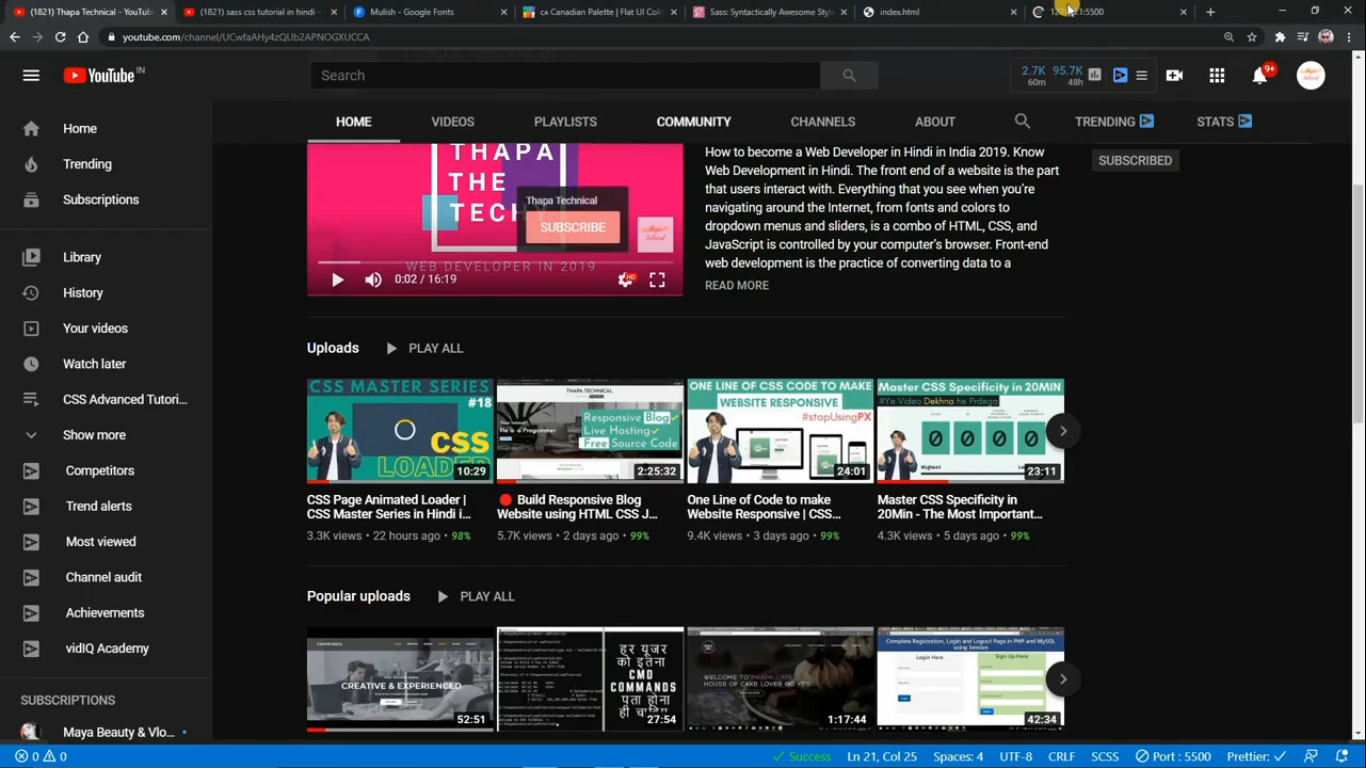 (1821) Thapa Technical - YouTub
(1821) sass css tutorial in hindi -
Mulish - Google Fonts
CA Canadian Palette | Flat UI Colo
Sass: Syntactically Awesome Style
index.html
youtube.com/channel/UCwfaAHy4zQUb2APNOGXUCCA
YouTube IN
Search
2.7K 95.7K
60m 48h
9+
HOME VIDEOS PLAYLISTS COMMUNITY CHANNELS ABOUT TRENDING STATS
Home
Trending
Subscriptions
Library
History
Your videos
Watch later
CSS Advanced Tutori...
Show more
Competitors
Trend alerts
Most viewed
Channel audit
Achievements
vidIQ Academy
SUBSCRIPTIONS
Maya Beauty & Vlo...
THAPA
THE
TECH
Thapa Technical
SUBSCRIBE
WEB DEVELOPER IN 2019
0:02 / 16:19
HD
How to become a Web Developer in Hindi in India 2019. Know
Web Development in Hindi. The front end of a website is the part
that users interact with. Everything that you see when you're
navigating around the Internet, from fonts and colors to
dropdown menus and sliders, is a combo of HTML, CSS, and
JavaScript is controlled by your computer's browser. Front-end
web development is the practice of converting data to a
READ MORE
SUBSCRIBED
Uploads PLAY ALL
CSS MASTER SERIES
#18
CSS
LOADER
10:29
CSS Page Animated Loader |
CSS Master Series in Hindi i...
3.3K views • 22 hours ago • 98%
THAPA TECHNICAL
Responsive Blog
Live Hosting
Free Source Code
2:25:32
Build Responsive Blog
Website using HTML CSS J...
5.7K views • 2 days ago • 99%
ONE LINE OF CSS CODE TO MAKE
WEBSITE RESPONSIVE
#stopUsingPX
24:01
One Line of Code to make
Website Responsive | CSS...
9.4K views • 3 days ago • 99%
Master CSS Specificity in 20MIN
#Ye Video Dekhna he Prdega
0 0 0 0
Highest
23:11
Master CSS Specificity in
20Min - The Most Important...
4.3K views • 5 days ago • 99%
Popular uploads PLAY ALL
CREATIVE & EXPERIENCED
52:51
हर यूजर
को इतना
CMD
COMMANDS
पता होना
ही चाहिए
27:54
HOUSE OF CAKE LOVER GO YES
1:17:44
Complete Registration, Login and Logout Page in PHP and MySQL
using Session
Login Here
Sign Up Here
42:34
0 0
Success Ln 21, Col 25 Spaces: 4 UTF-8 CRLF SCSS Port : 5500 Prettier: